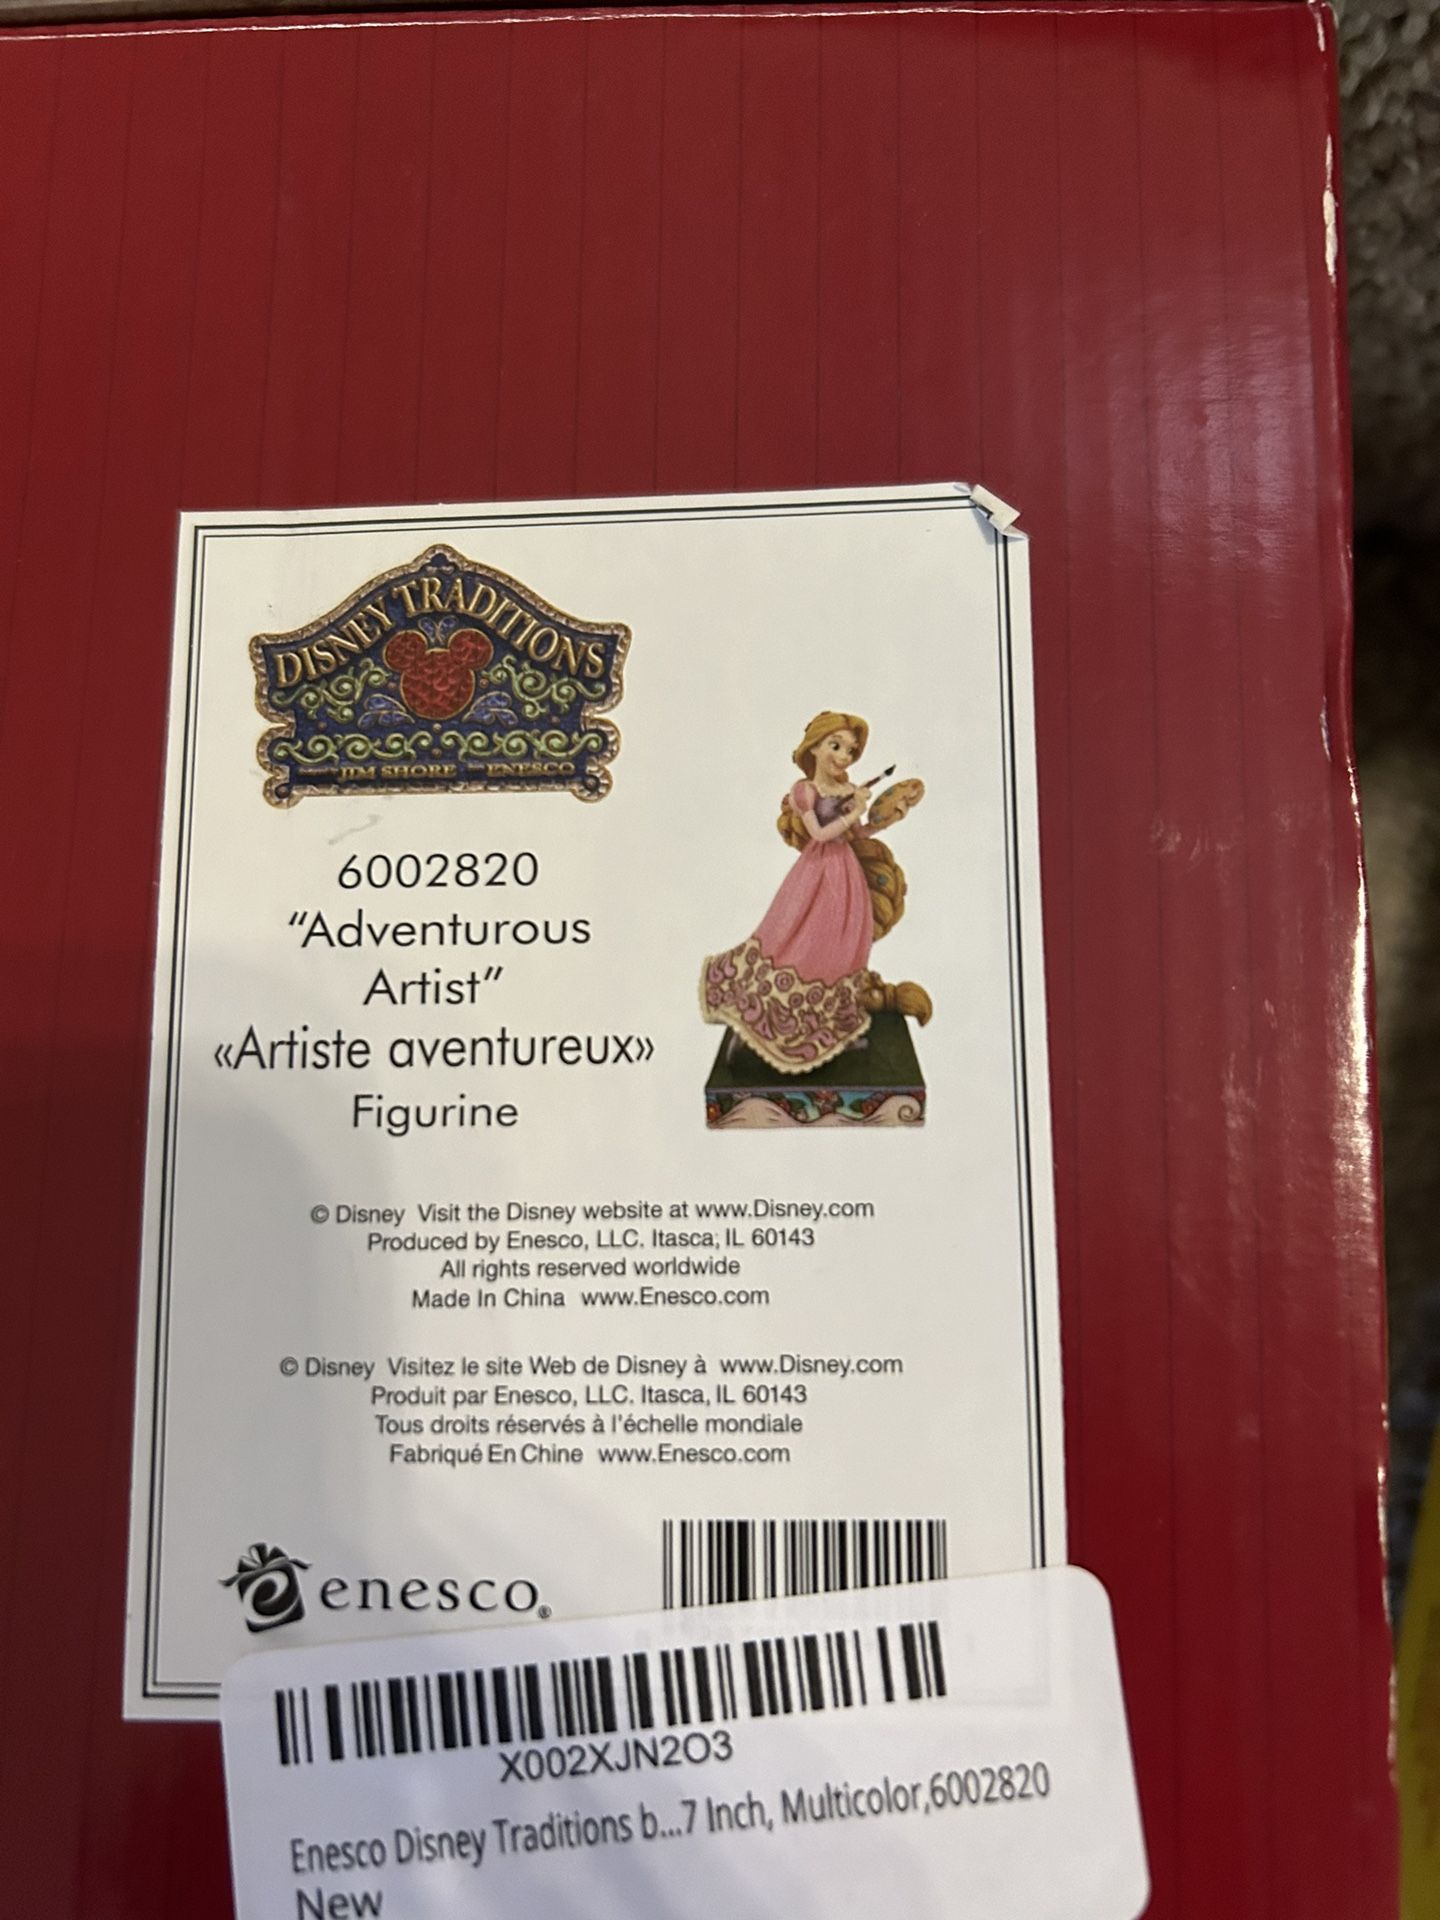 DISNEY TRADITIONS
JIM SHORE ENESCO
6002820
“Adventurous
Artist”
«Artiste aventureux»
Figurine
© Disney Visit the Disney website at www.Disney.com
Produced by Enesco, LLC. Itasca, IL 60143
All rights reserved worldwide
Made In China www.Enesco.com
© Disney Visitez le site Web de Disney à www.Disney.com
Produit par Enesco, LLC. Itasca, IL 60143
Tous droits réservés à l'échelle mondiale
Fabriqué En Chine www.Enesco.com
enesco®
X002XJN2O3
Enesco Disney Traditions b...7 Inch, Multicolor,6002820
New